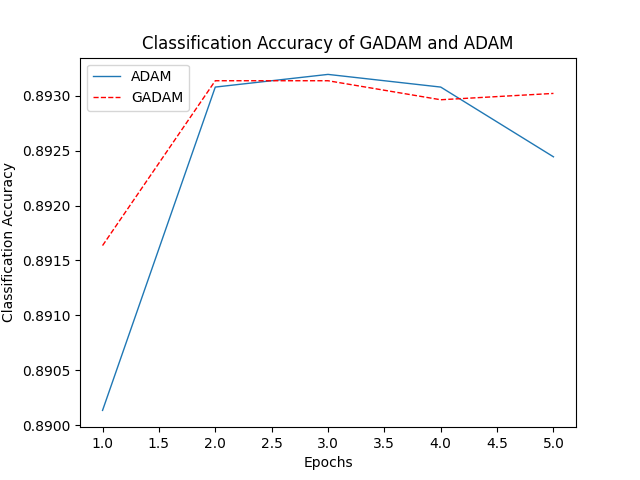 Classification Accuracy of GADAM and ADAM
ADAM
GADAM
0.8930
0.8925
0.8920
0.8915
0.8910
0.8905
0.8900
Classification Accuracy
1.0 1.5 2.0 2.5 3.0 3.5 4.0 4.5 5.0
Epochs